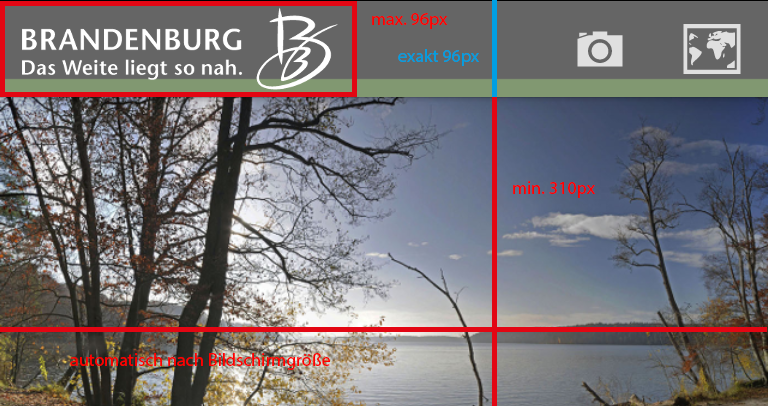 BRANDENBURG
Das Weite liegt so nah.
max. 96px
exakt 96px
min. 310px
automatisch nach Bildschirmgröße